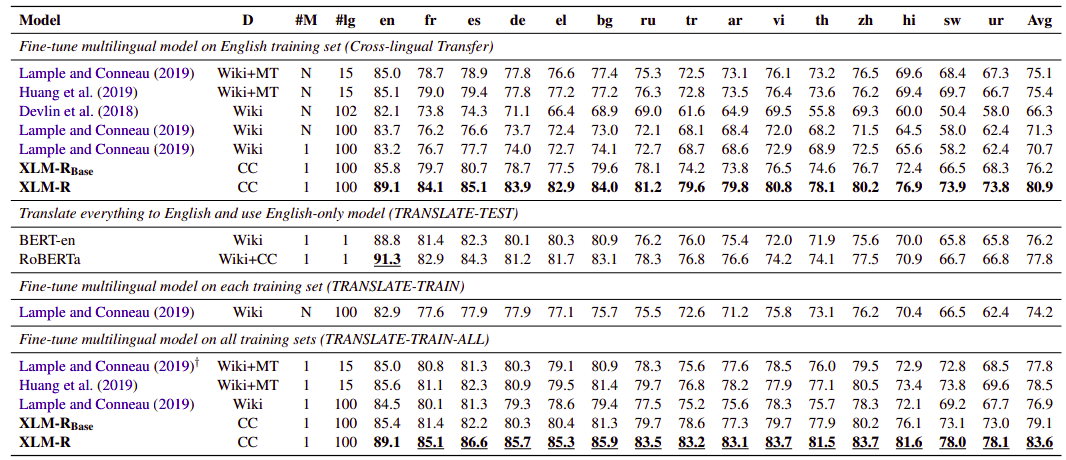 Model D #M #lg en fr es de el bg ru tr ar vi th zh hi sw ur Avg
Fine-tune multilingual model on English training set (Cross-lingual Transfer)
Lample and Conneau (2019) Wiki+MT N 15 85.0 78.7 78.9 77.8 76.6 77.4 75.3 72.5 73.1 76.1 73.2 76.5 69.6 68.4 67.3 75.1
Huang et al. (2019) Wiki+MT N 15 85.1 79.0 79.4 77.8 77.2 77.2 76.3 72.8 73.5 76.4 73.6 76.2 69.4 69.7 66.7 75.4
Devlin et al. (2018) Wiki N 102 82.1 73.8 74.3 71.1 66.4 68.9 69.0 61.6 64.9 69.5 55.8 69.3 60.0 50.4 58.0 66.3
Lample and Conneau (2019) Wiki N 100 83.7 76.2 76.6 73.7 72.4 73.0 72.1 68.1 68.4 72.0 68.2 71.5 64.5 58.0 62.4 71.3
Lample and Conneau (2019) Wiki 1 100 83.2 76.7 77.7 74.0 72.7 74.1 72.7 68.7 68.6 72.9 68.9 72.5 65.6 58.2 62.4 70.7
XLM-RBase CC 1 100 85.8 79.7 80.7 78.7 77.5 79.6 78.1 74.2 73.8 76.5 74.6 76.7 72.4 66.5 68.3 76.2
XLM-R CC 1 100 89.1 84.1 85.1 83.9 82.9 84.0 81.2 79.6 79.8 80.8 78.1 80.2 76.9 73.9 73.8 80.9
Translate everything to English and use English-only model (TRANSLATE-TEST)
BERT-en Wiki 1 1 88.8 81.4 82.3 80.1 80.3 80.9 76.2 76.0 75.4 72.0 71.9 75.6 70.0 65.8 65.8 76.2
RoBERTa Wiki+CC 1 1 91.3 82.9 84.3 81.2 81.7 83.1 78.3 76.8 76.6 74.2 74.1 77.5 70.9 66.7 66.8 77.8
Fine-tune multilingual model on each training set (TRANSLATE-TRAIN)
Lample and Conneau (2019) Wiki N 100 82.9 77.6 77.9 77.9 77.1 75.7 75.5 72.6 71.2 75.8 73.1 76.2 70.4 66.5 62.4 74.2
Fine-tune multilingual model on all training sets (TRANSLATE-TRAIN-ALL)
Lample and Conneau (2019)† Wiki+MT 1 15 85.0 80.8 81.3 80.3 79.1 80.9 78.3 75.6 77.6 78.5 76.0 79.5 72.9 72.8 68.5 77.8
Huang et al. (2019) Wiki+MT 1 15 85.6 81.1 82.3 80.9 79.5 81.4 79.7 76.8 78.2 77.9 77.1 80.5 73.4 73.8 69.6 78.5
Lample and Conneau (2019) Wiki 1 100 84.5 80.1 81.3 79.3 78.6 79.4 77.5 75.2 75.6 78.3 75.7 78.3 72.1 69.2 67.7 76.9
XLM-RBase CC 1 100 85.4 81.4 82.2 80.3 80.4 81.3 79.7 78.6 77.3 79.7 77.9 80.2 76.1 73.1 73.0 79.1
XLM-R CC 1 100 89.1 85.1 86.6 85.7 85.3 85.9 83.5 83.2 83.1 83.7 81.5 83.7 81.6 78.0 78.1 83.6